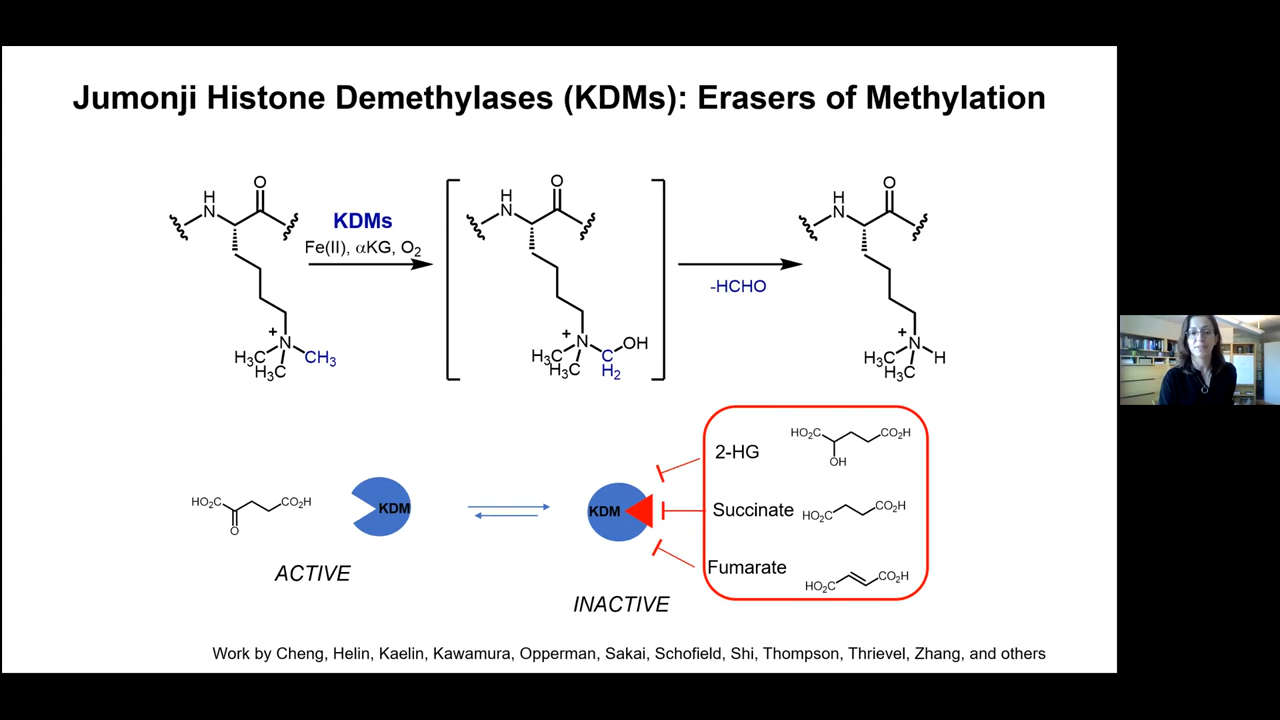 Jumonji Histone Demethylases (KDMs): Erasers of Methylation
H
N
O
KDMs
Fe(II), αKG, O2
+
N
H3C
H3C
CH3
H
N
O
+
N
H3C
H3C
C
H2
OH
-HCHO
H
N
O
+
N
H3C
H3C
H
HO2C
CO2H
O
KDM
ACTIVE
KDM
INACTIVE
2-HG
HO2C
CO2H
OH
Succinate
HO2C
CO2H
Fumarate
HO2C
CO2H
Work by Cheng, Helin, Kaelin, Kawamura, Opperman, Sakai, Schofield, Shi, Thompson, Thrievel, Zhang, and others